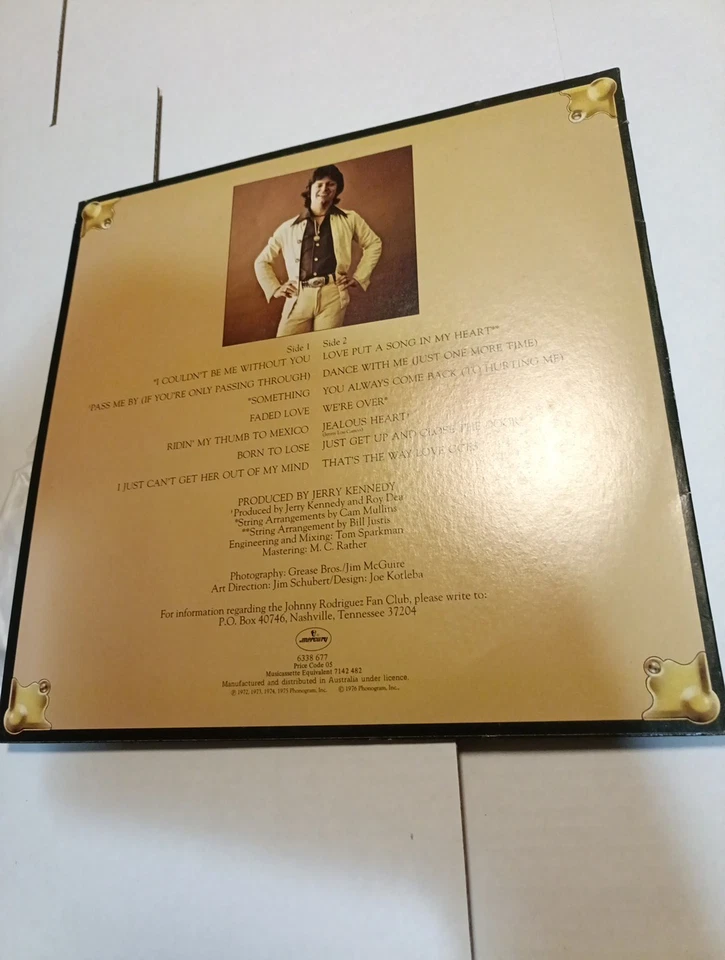 Side 1
"I COULDN'T BE ME WITHOUT YOU
†PASS ME BY (IF YOU'RE ONLY PASSING THROUGH)
*SOMETHING
FADED LOVE
RIDIN' MY THUMB TO MEXICO
BORN TO LOSE
I JUST CAN'T GET HER OUT OF MY MIND
Side 2
LOVE PUT A SONG IN MY HEART**
DANCE WITH ME (JUST ONE MORE TIME)
YOU ALWAYS COME BACK (TO) HURTING ME†
WE'RE OVER*
JEALOUS HEART†
JUST GET UP AND CLOSE THE DOOR
THAT'S THE WAY LOVE GOES
PRODUCED BY JERRY KENNEDY
†Produced by Jerry Kennedy and Roy Dea
*String Arrangements by Cam Mullins
**String Arrangement by Bill Justis
Engineering and Mixing: Tom Sparkman
Mastering: M. C. Rather
Photography: Grease Bros./Jim McGuire
Art Direction: Jim Schubert/Design: Joe Kotleba
For information regarding the Johnny Rodriguez Fan Club, please write to:
P.O. Box 40746, Nashville, Tennessee 37204
mercury
6338 677
Price Code 05
Musicassette Equivalent 7142 482
Manufactured and distributed in Australia under licence.
℗ 1972, 1973, 1974, 1975 Phonogram, Inc. © 1976 Phonogram, Inc.,